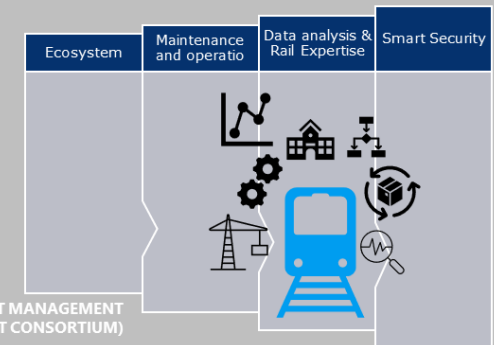 Ecosystem
Maintenance
and operatio
Data analysis &
Rail Expertise
Smart Security
T MANAGEMENT
T CONSORTIUM)